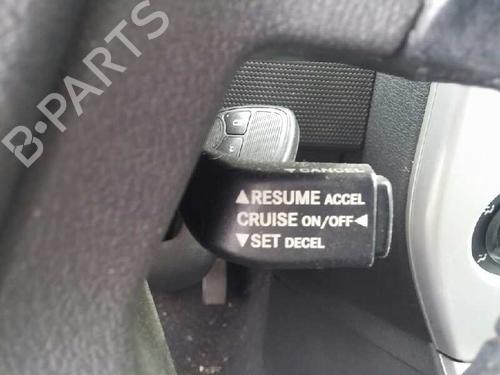 B-PARTS
▼CANCEL
▲RESUME ACCEL
CRUISE ON/OFF◀
▼SET DECEL